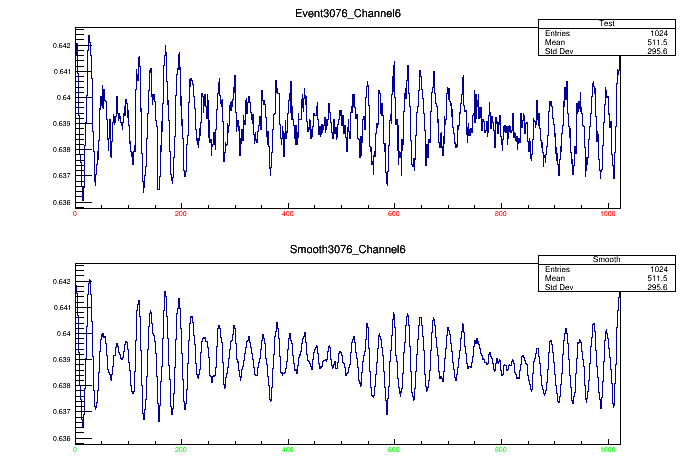 Event3076_Channel6
Test
Entries 1024
Mean 511.5
Std Dev 295.6
0.642
0.641
0.64
0.639
0.638
0.637
0.636
0 200 400 600 800 1000
Smooth3076_Channel6
Smooth
Entries 1024
Mean 511.5
Std Dev 295.6
0.642
0.641
0.64
0.639
0.638
0.637
0.636
0 200 400 600 800 1000